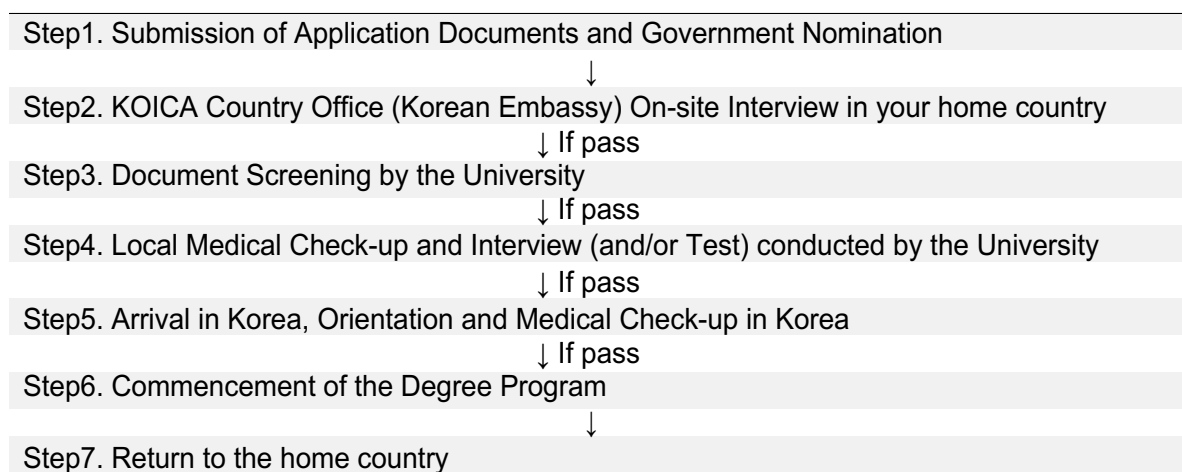 Step1. Submission of Application Documents and Government Nomination
↓
Step2. KOICA Country Office (Korean Embassy) On-site Interview in your home country
↓ If pass
Step3. Document Screening by the University
↓ If pass
Step4. Local Medical Check-up and Interview (and/or Test) conducted by the University
↓ If pass
Step5. Arrival in Korea, Orientation and Medical Check-up in Korea
↓ If pass
Step6. Commencement of the Degree Program
↓
Step7. Return to the home country